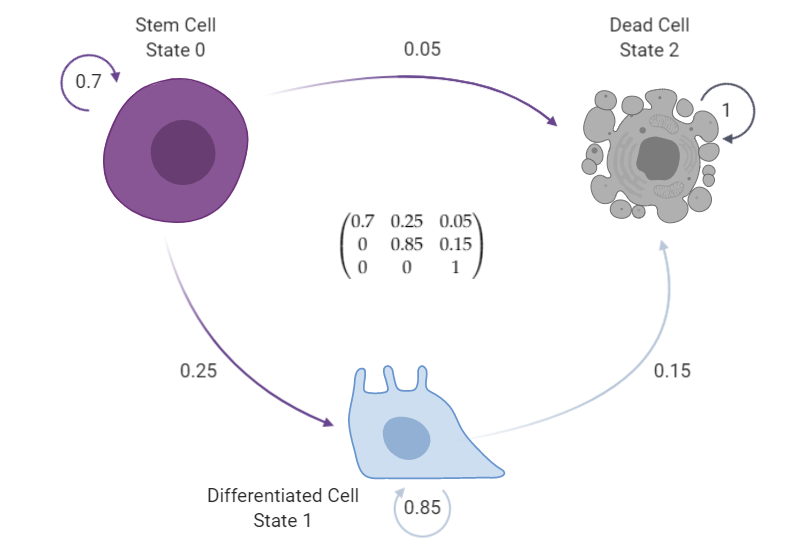 Stem Cell
State 0
Dead Cell
State 2
0.05
0.7
1
0.7 0.25 0.05
0 0.85 0.15
0 0 1
0.25
0.15
Differentiated Cell
State 1
0.85